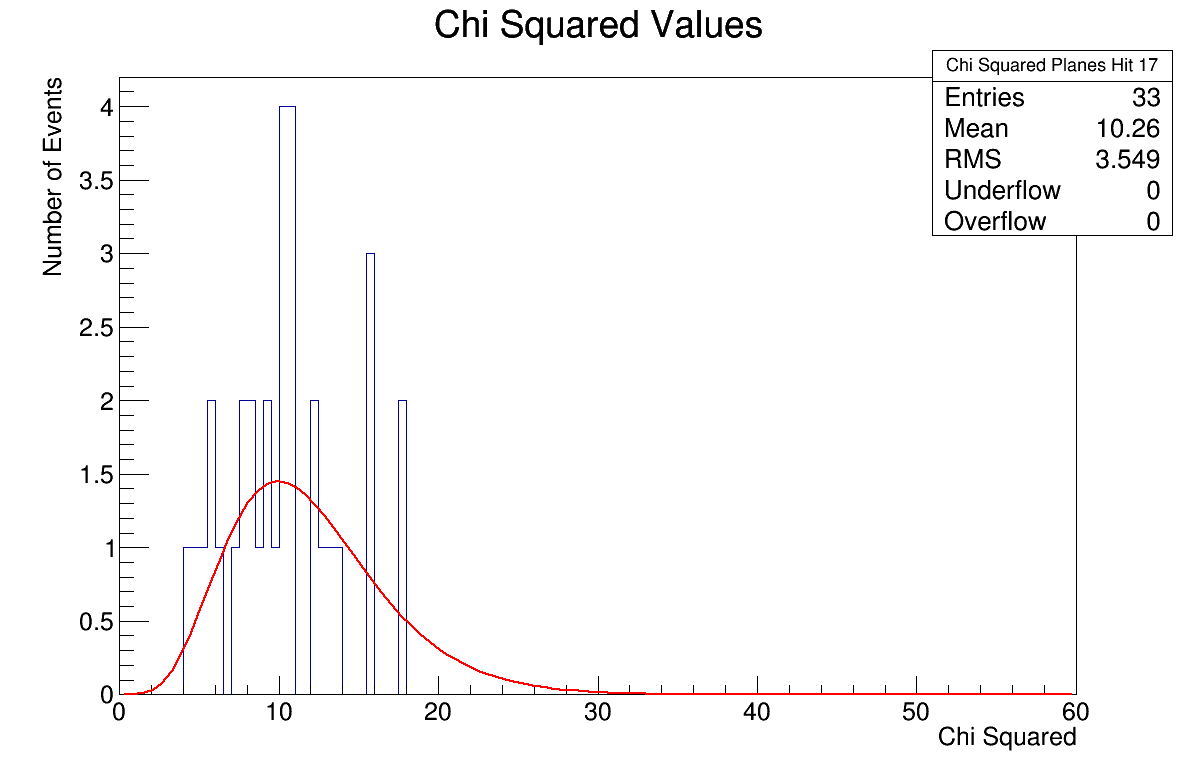 Chi Squared Values
Chi Squared Planes Hit 17
Entries 33
Mean 10.26
RMS 3.549
Underflow 0
Overflow 0
Number of Events
4
3.5
3
2.5
2
1.5
1
0.5
0
0 10 20 30 40 50 60
Chi Squared